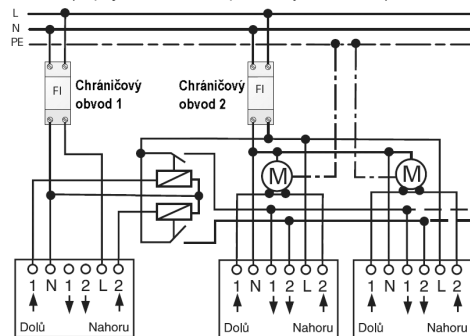 L
N
PE
FI
Chráničový
obvod 1
FI
Chráničový
obvod 2
M
M
1 N 1 2 L 2
Dolů Nahoru
1 N 1 2 L 2
Dolů Nahoru
1 N 1 2 L 2
Dolů Nahoru